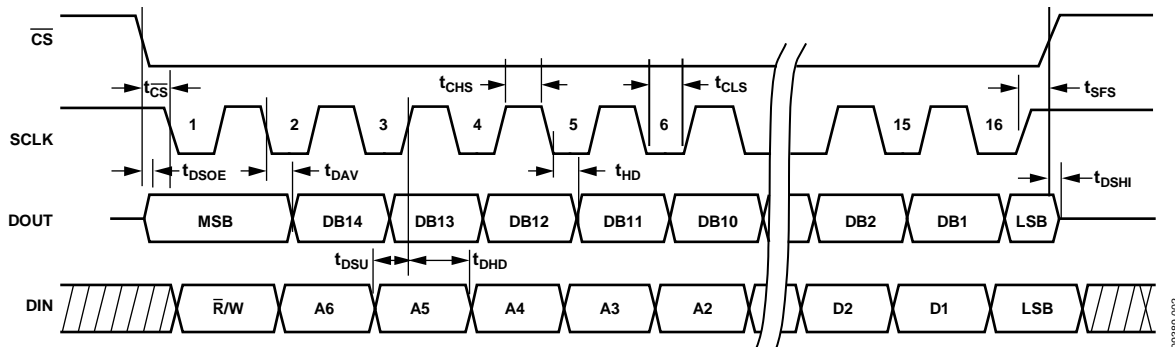 CS
tCS
tCHS
tCLS
tSFS
SCLK
1
2
3
4
5
6
15
16
tDSOE
tDAV
tHD
tDSHI
DOUT
MSB
DB14
DB13
DB12
DB11
DB10
DB2
DB1
LSB
tDSU
tDHD
DIN
R/W
A6
A5
A4
A3
A2
D2
D1
LSB